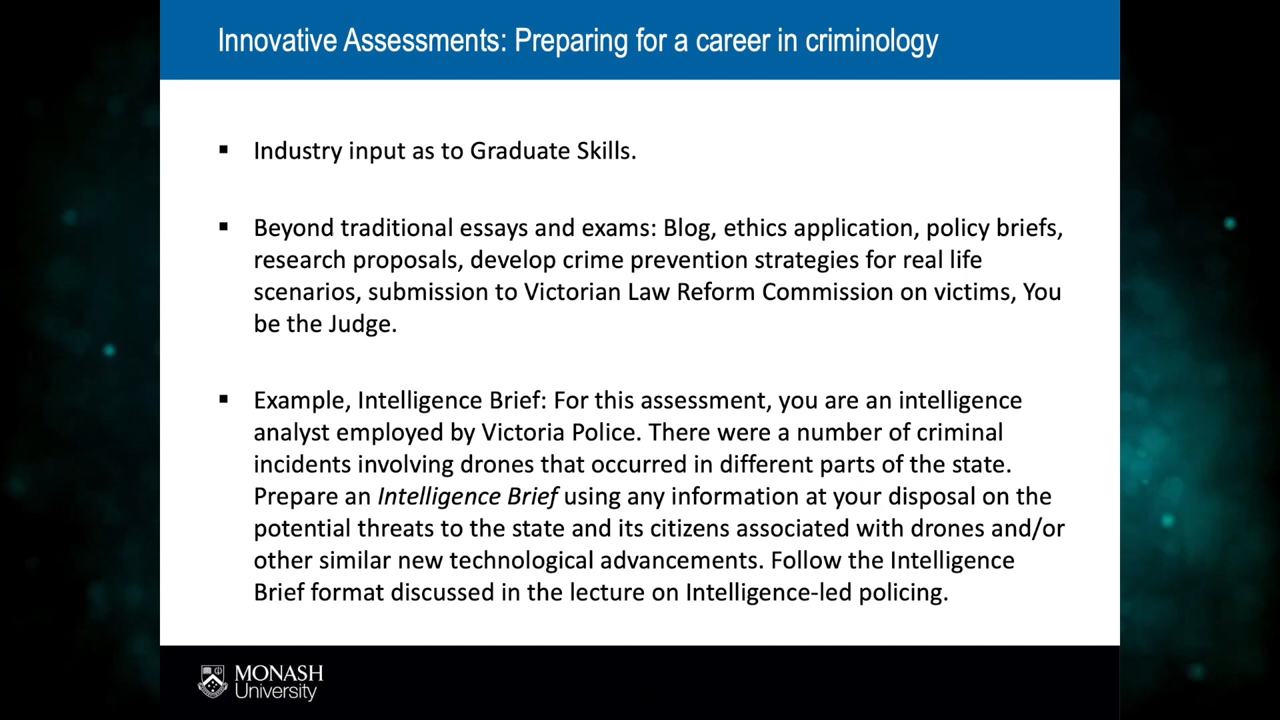 Innovative Assessments: Preparing for a career in criminology
▪ Industry input as to Graduate Skills.
▪ Beyond traditional essays and exams: Blog, ethics application, policy briefs,
research proposals, develop crime prevention strategies for real life
scenarios, submission to Victorian Law Reform Commission on victims, You
be the Judge.
▪ Example, Intelligence Brief: For this assessment, you are an intelligence
analyst employed by Victoria Police. There were a number of criminal
incidents involving drones that occurred in different parts of the state.
Prepare an Intelligence Brief using any information at your disposal on the
potential threats to the state and its citizens associated with drones and/or
other similar new technological advancements. Follow the Intelligence
Brief format discussed in the lecture on Intelligence-led policing.
MONASH
University